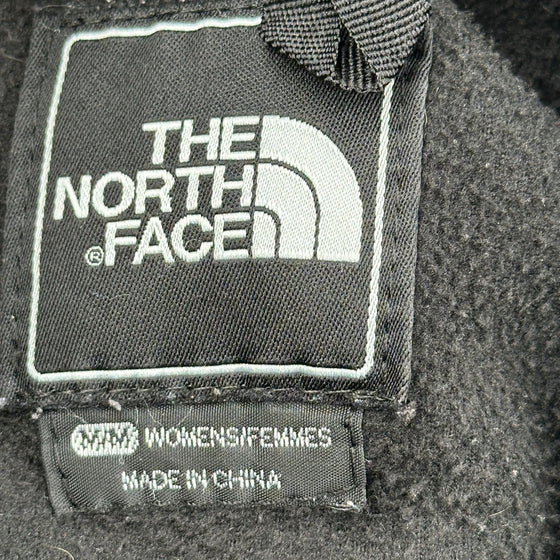 THE
NORTH
® FACE
M/M WOMENS/FEMMES
MADE IN CHINA